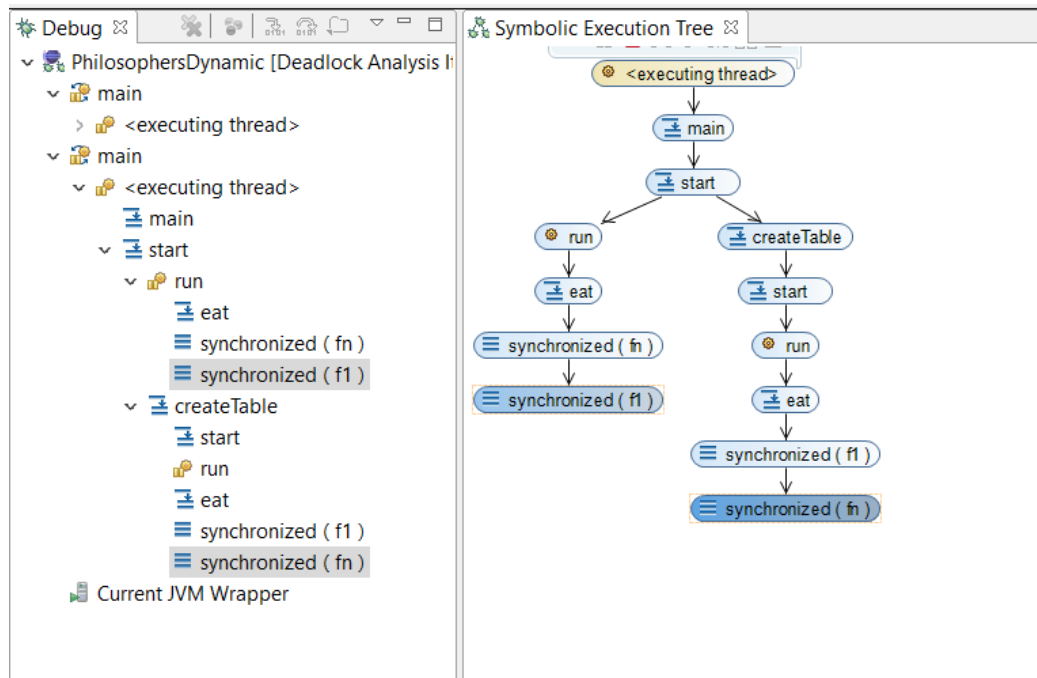 Debug
PhilosophersDynamic [Deadlock Analysis It
main
<executing thread>
main
<executing thread>
main
start
run
eat
synchronized ( fn )
synchronized ( f1 )
createTable
start
run
eat
synchronized ( f1 )
synchronized ( fn )
Current JVM Wrapper
Symbolic Execution Tree
<executing thread>
main
start
run
createTable
eat
start
synchronized ( fn )
run
synchronized ( f1 )
eat
synchronized ( f1 )
synchronized ( fn )